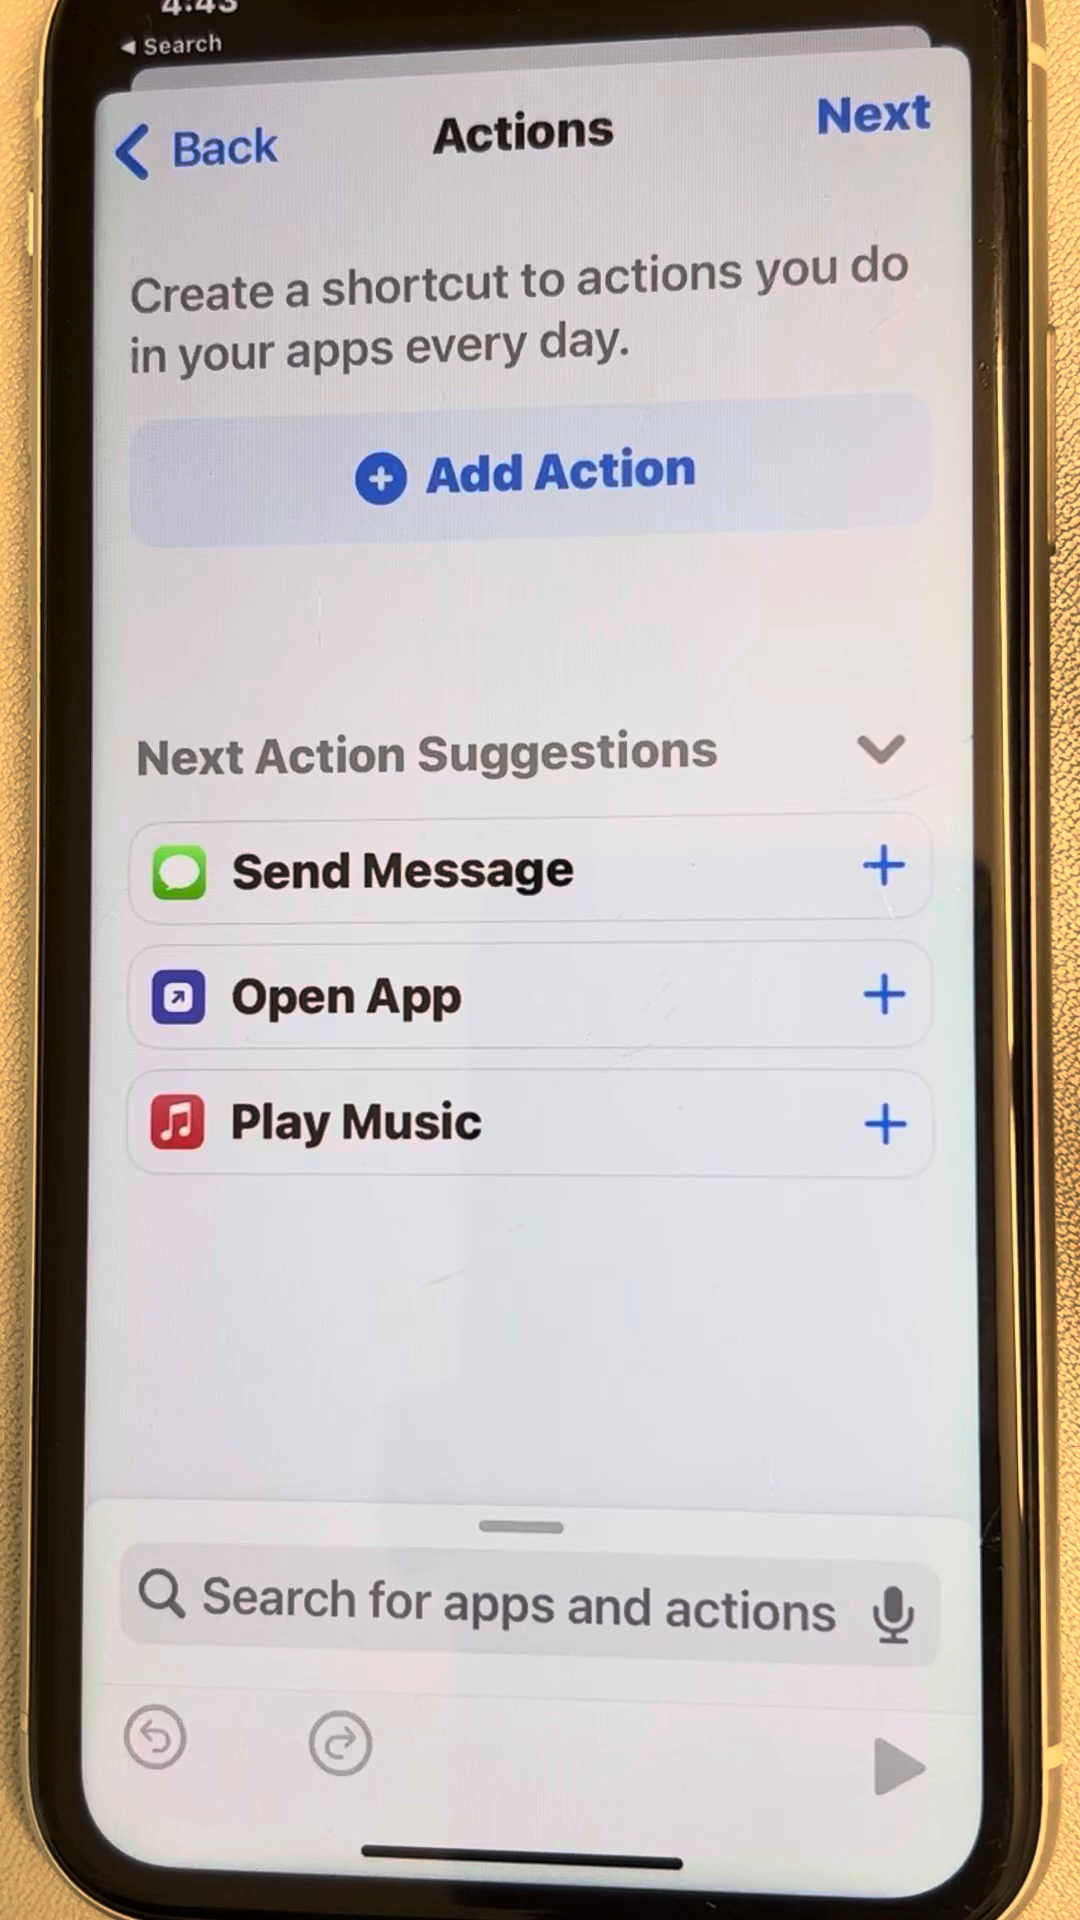 4:43
◀ Search
Back
Actions
Next
Create a shortcut to actions you do
in your apps every day.
Add Action
Next Action Suggestions
Send Message
Open App
Play Music
Search for apps and actions